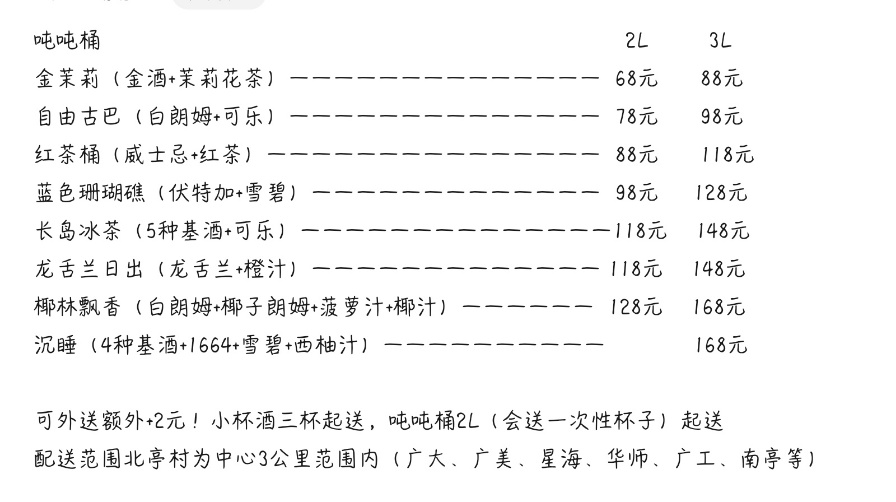 吨吨桶 2L 3L
金茉莉（金酒+茉莉花茶）—————————————— 68元 88元
自由古巴（白朗姆+可乐）—————————————— 78元 98元
红茶桶（威士忌+红茶）——————————————— 88元 118元
蓝色珊瑚礁（伏特加+雪碧）————————————— 98元 128元
长岛冰茶（5种基酒+可乐）——————————————118元 148元
龙舌兰日出（龙舌兰+橙汁）————————————— 118元 148元
椰林飘香（白朗姆+椰子朗姆+菠萝汁+椰汁）—————— 128元 168元
沉睡（4种基酒+1664+雪碧+西柚汁）—————————— 168元
可外送额外+2元！小杯酒三杯起送，吨吨桶2L（会送一次性杯子）起送
配送范围北亭村为中心3公里范围内（广大、广美、星海、华师、广工、南亭等）